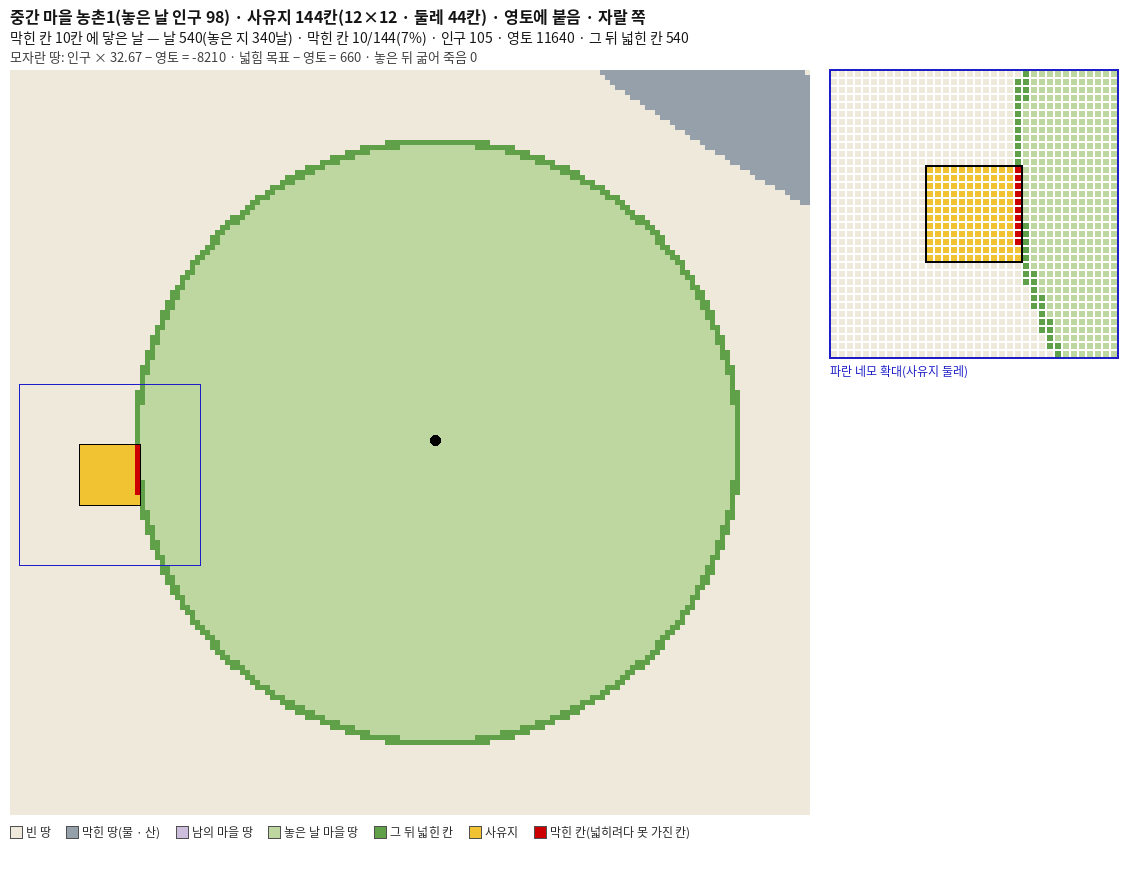 중간 마을 농촌1(놓은 날 인구 98) · 사유지 144칸(12×12 · 둘레 44칸) · 영토에 붙음 · 자랄 쪽
막힌 칸 10칸 에 닿은 날 — 날 540(놓은 지 340날) · 막힌 칸 10/144(7%) · 인구 105 · 영토 11640 · 그 뒤 넓힌 칸 540
모자란 땅: 인구 × 32.67 − 영토 = -8210 · 넓힘 목표 − 영토 = 660 · 놓은 뒤 굶어 죽음 0
파란 네모 확대(사유지 둘레)
빈 땅 막힌 땅(물 · 산) 남의 마을 땅 놓은 날 마을 땅 그 뒤 넓힌 칸 사유지 막힌 칸(넓히려다 못 가진 칸)